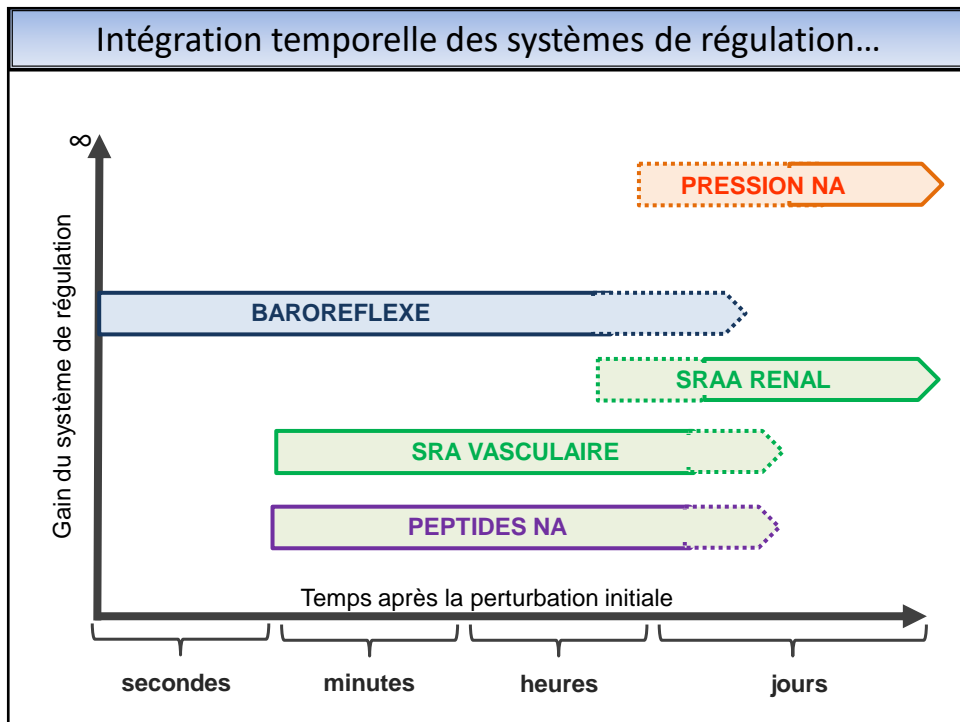 Intégration temporelle des systèmes de régulation…
∞
PRESSION NA
Gain du système de régulation
BAROREFLEXE
SRAA RENAL
SRA VASCULAIRE
PEPTIDES NA
Temps après la perturbation initiale
secondes
minutes
heures
jours